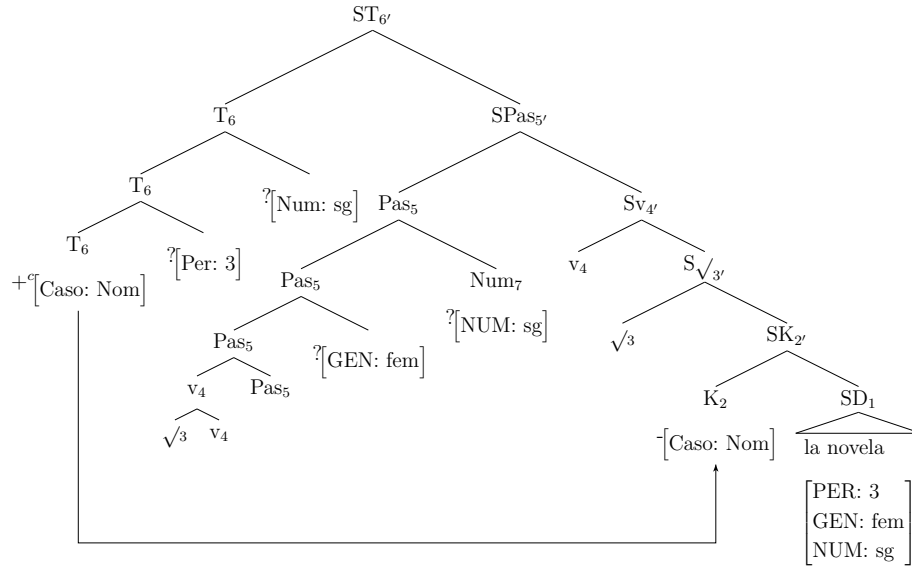 ST₆′
T₆ SPas₅′
T₆ ?[Num: sg] Pas₅ Sv₄′
T₆ ?[Per: 3] Pas₅ Num₇ v₄ S√₃′
+ᶜ[Caso: Nom] ?[NUM: sg]
Pas₅ ?[GEN: fem] √₃ SK₂′
v₄ Pas₅ K₂ SD₁
√₃ v₄ -[Caso: Nom] la novela
PER: 3
GEN: fem
NUM: sg